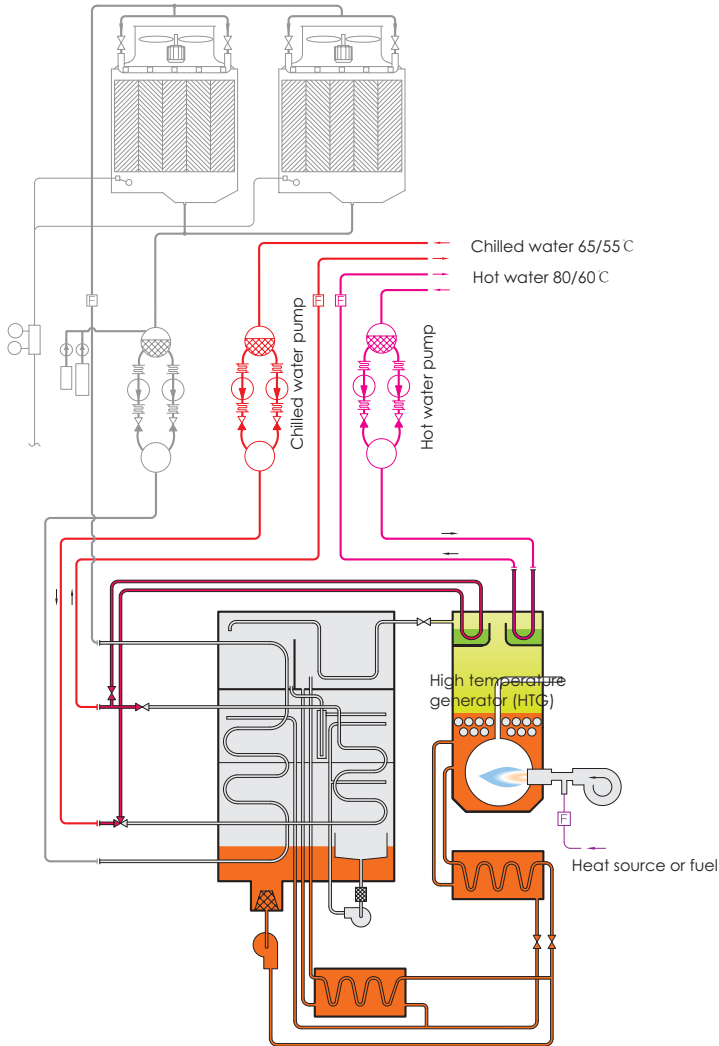 Chilled water 65/55℃
Hot water 80/60℃
F
F
F
Chilled water pump
Hot water pump
High temperature
generator (HTG)
F
Heat source or fuel